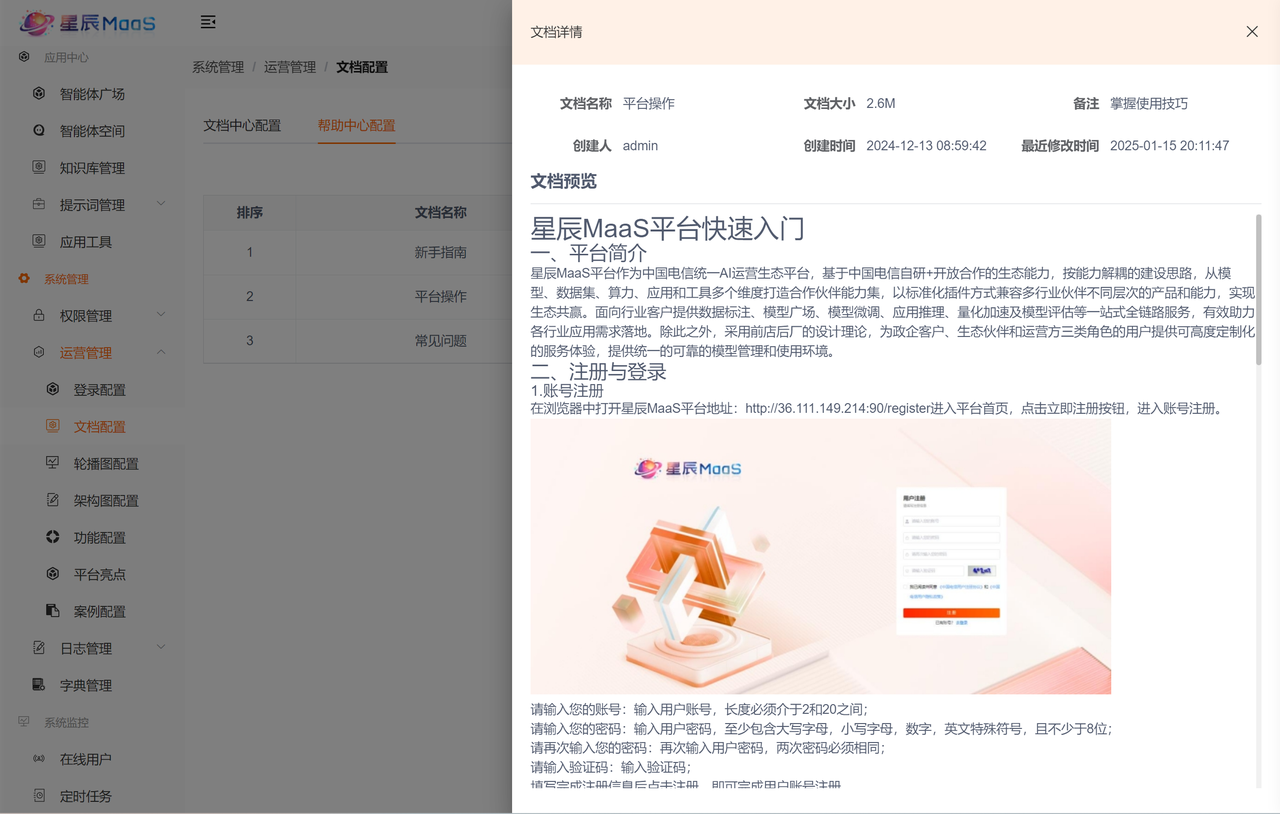 星辰MaaS
应用中心
智能体广场
智能体空间
知识库管理
提示词管理
应用工具
系统管理
权限管理
运营管理
登录配置
文档配置
轮播图配置
架构图配置
功能配置
平台亮点
案例配置
日志管理
字典管理
系统监控
在线用户
定时任务
系统管理 / 运营管理 / 文档配置
文档中心配置 帮助中心配置
排序 文档名称
1 新手指南
2 平台操作
3 常见问题
文档详情
文档名称 平台操作 文档大小 2.6M 备注 掌握使用技巧
创建人 admin 创建时间 2024-12-13 08:59:42 最近修改时间 2025-01-15 20:11:47
文档预览
星辰MaaS平台快速入门
一、平台简介
星辰MaaS平台作为中国电信统一AI运营生态平台，基于中国电信自研+开放合作的生态能力，按能力解耦的建设思路，从模
型、数据集、算力、应用和工具多个维度打造合作伙伴能力集，以标准化插件方式兼容多行业伙伴不同层次的产品和能力，实现
生态共赢。面向行业客户提供数据标注、模型广场、模型微调、应用推理、量化加速及模型评估等一站式全链路服务，有效助力
各行业应用需求落地。除此之外，采用前店后厂的设计理论，为政企客户、生态伙伴和运营方三类角色的用户提供可高度定制化
的服务体验，提供统一的可靠的模型管理和使用环境。
二、注册与登录
1.账号注册
在浏览器中打开星辰MaaS平台地址：http://36.111.149.214:90/register进入平台首页，点击立即注册按钮，进入账号注册。
星辰MaaS
用户注册
请输入您的账号：输入用户账号，长度必须介于2和20之间；
请输入您的密码：输入用户密码，至少包含大写字母，小写字母，数字，英文特殊符号，且不少于8位；
请再次输入您的密码：再次输入用户密码，两次密码必须相同；
请输入验证码：输入验证码；
填写完成注册信息后点击注册，即可完成用户账号注册